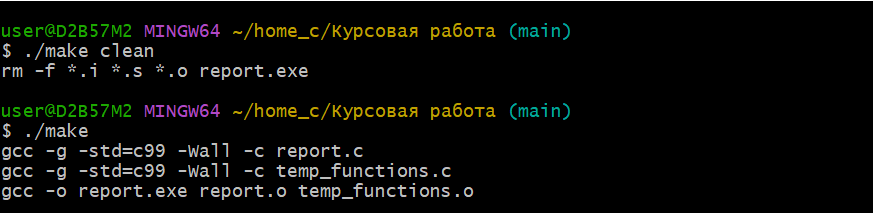 user@D2B57M2 MINGW64 ~/home_c/Курсовая работа (main)
$ ./make clean
rm -f *.i *.s *.o report.exe
user@D2B57M2 MINGW64 ~/home_c/Курсовая работа (main)
$ ./make
gcc -g -std=c99 -Wall -c report.c
gcc -g -std=c99 -Wall -c temp_functions.c
gcc -o report.exe report.o temp_functions.o